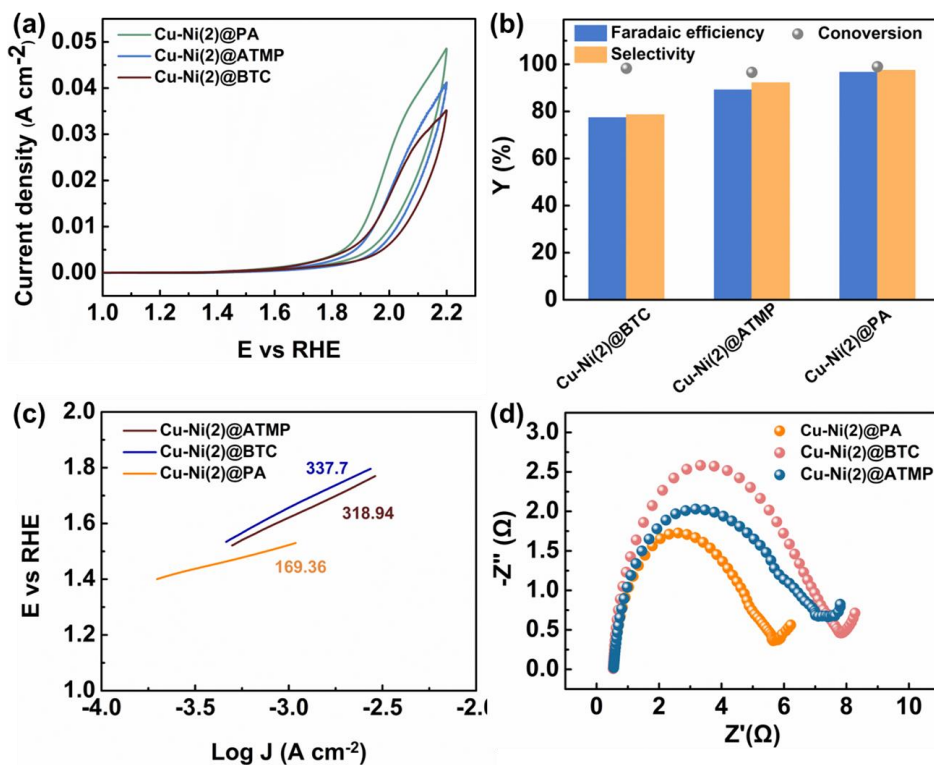 (a)
Cu-Ni(2)@PA
Cu-Ni(2)@ATMP
Cu-Ni(2)@BTC
Current density (A cm-2)
0.05
0.04
0.03
0.02
0.01
0.00
1.0 1.2 1.4 1.6 1.8 2.0 2.2
E vs RHE
(b)
Faradaic efficiency
Conoversion
Selectivity
Y (%)
100
80
60
40
20
0
Cu-Ni(2)@BTC
Cu-Ni(2)@ATMP
Cu-Ni(2)@PA
(c)
Cu-Ni(2)@ATMP
Cu-Ni(2)@BTC
Cu-Ni(2)@PA
337.7
318.94
169.36
E vs RHE
2.0
1.8
1.6
1.4
1.2
1.0
-4.0 -3.5 -3.0 -2.5 -2.0
Log J (A cm-2)
(d)
Cu-Ni(2)@PA
Cu-Ni(2)@BTC
Cu-Ni(2)@ATMP
-Z'' (Ω)
3.0
2.5
2.0
1.5
1.0
0.5
0.0
0 2 4 6 8 10
Z'(Ω)